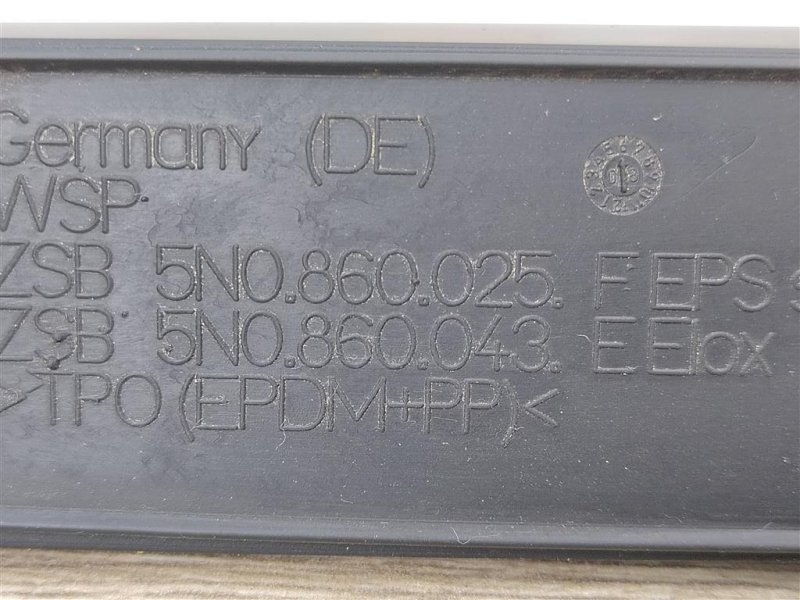 Germany (DE)
WSP
ZSB 5N0.860.025. F EPS
ZSB 5N0.860.043. E Elox
>TPO (EPDM+PP)<